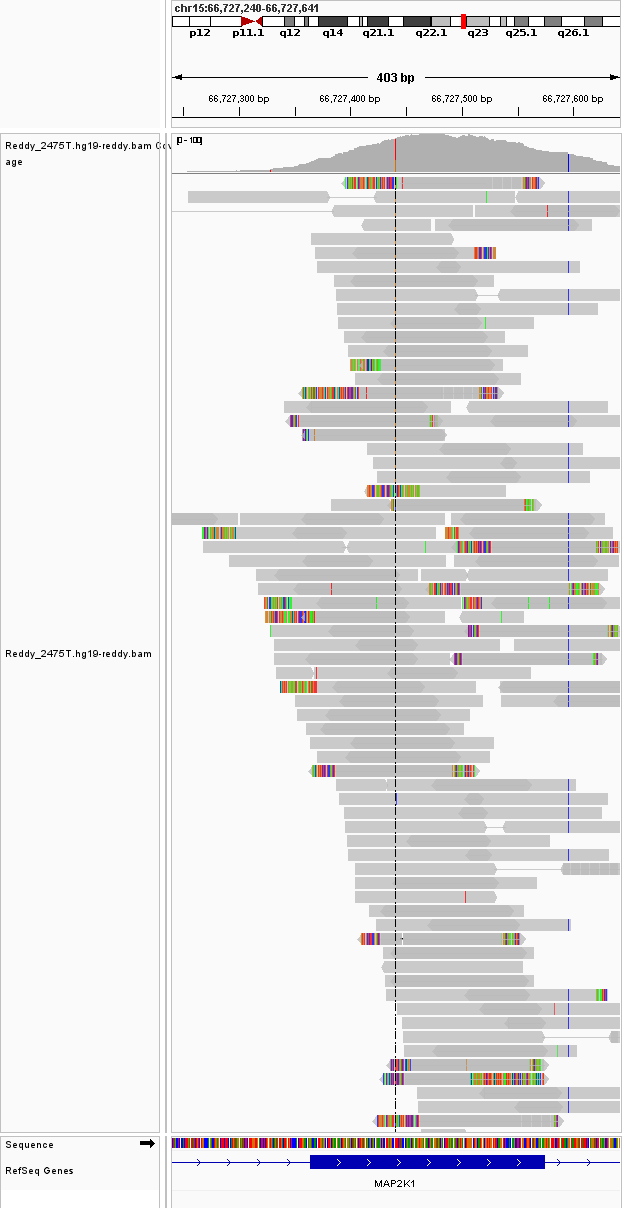 chr15:66,727,240-66,727,641
p12 p11.1 q12 q14 q21.1 q22.1 q23 q25.1 q26.1
403 bp
66,727,300 bp 66,727,400 bp 66,727,500 bp 66,727,600 bp
Reddy_2475T.hg19-reddy.bam Cov
age
[0 - 100]
Reddy_2475T.hg19-reddy.bam
Sequence
RefSeq Genes
MAP2K1